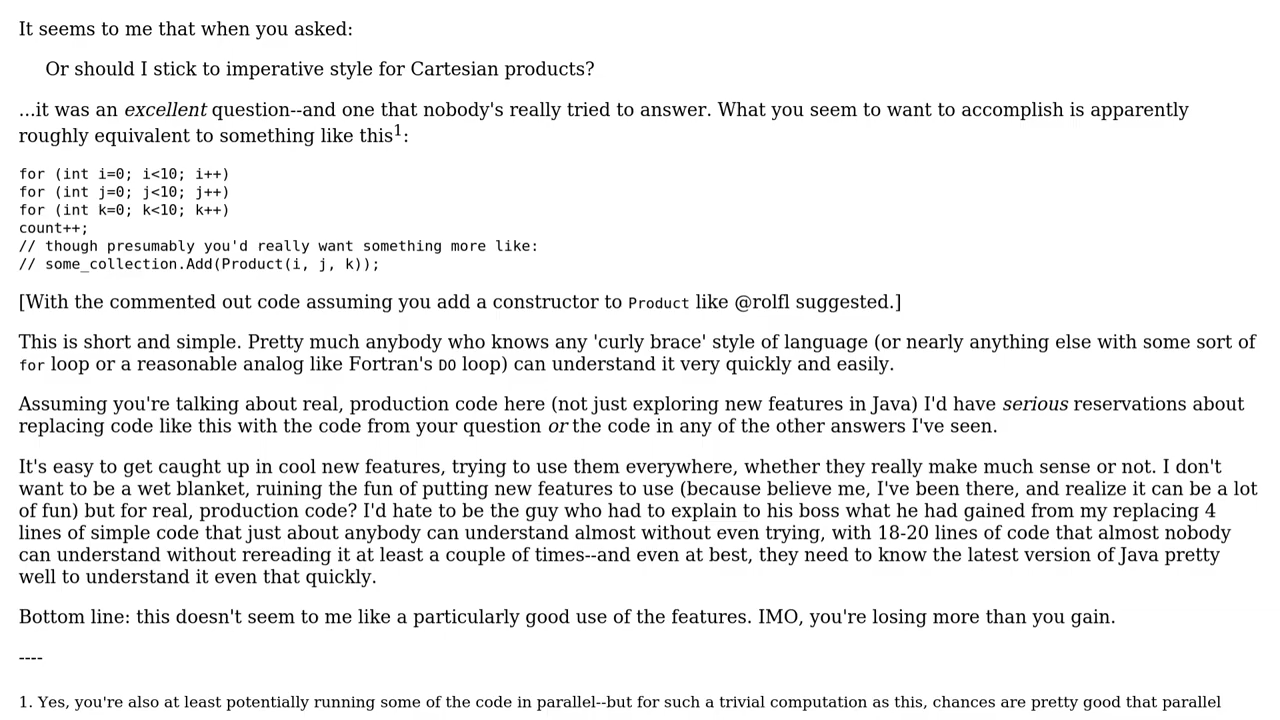 It seems to me that when you asked:
Or should I stick to imperative style for Cartesian products?
...it was an excellent question--and one that nobody's really tried to answer. What you seem to want to accomplish is apparently
roughly equivalent to something like this1:
for (int i=0; i<10; i++)
for (int j=0; j<10; j++)
for (int k=0; k<10; k++)
count++;
// though presumably you'd really want something more like:
// some_collection.Add(Product(i, j, k));
[With the commented out code assuming you add a constructor to Product like @rolfl suggested.]
This is short and simple. Pretty much anybody who knows any 'curly brace' style of language (or nearly anything else with some sort of
for loop or a reasonable analog like Fortran's DO loop) can understand it very quickly and easily.
Assuming you're talking about real, production code here (not just exploring new features in Java) I'd have serious reservations about
replacing code like this with the code from your question or the code in any of the other answers I've seen.
It's easy to get caught up in cool new features, trying to use them everywhere, whether they really make much sense or not. I don't
want to be a wet blanket, ruining the fun of putting new features to use (because believe me, I've been there, and realize it can be a lot
of fun) but for real, production code? I'd hate to be the guy who had to explain to his boss what he had gained from my replacing 4
lines of simple code that just about anybody can understand almost without even trying, with 18-20 lines of code that almost nobody
can understand without rereading it at least a couple of times--and even at best, they need to know the latest version of Java pretty
well to understand it even that quickly.
Bottom line: this doesn't seem to me like a particularly good use of the features. IMO, you're losing more than you gain.
----
1. Yes, you're also at least potentially running some of the code in parallel--but for such a trivial computation as this, chances are pretty good that parallel